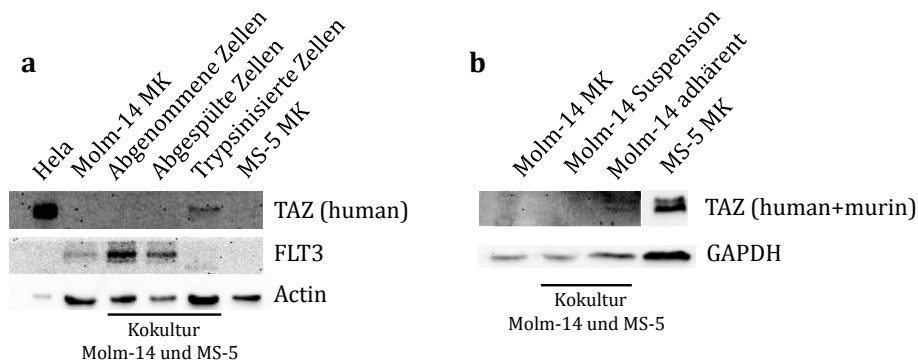 a
Hela
Molm-14 MK
Abgenommene Zellen
Abgespülte Zellen
Trypsinisierte Zellen
MS-5 MK
TAZ (human)
FLT3
Actin
Kokultur
Molm-14 und MS-5
b
Molm-14 MK
Molm-14 Suspension
Molm-14 adhärent
MS-5 MK
TAZ (human+murin)
GAPDH
Kokultur
Molm-14 und MS-5